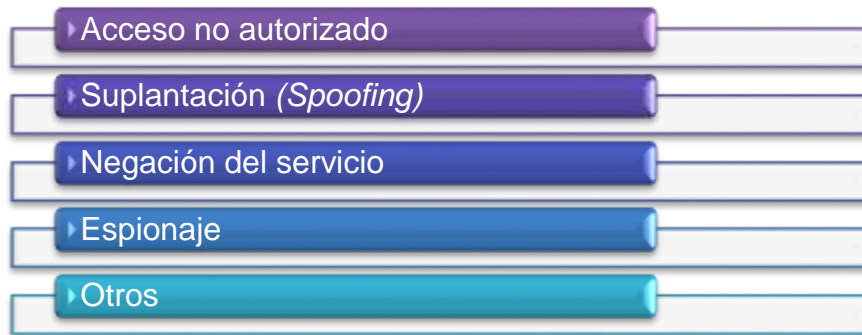 Acceso no autorizado
Suplantación (Spoofing)
Negación del servicio
Espionaje
Otros